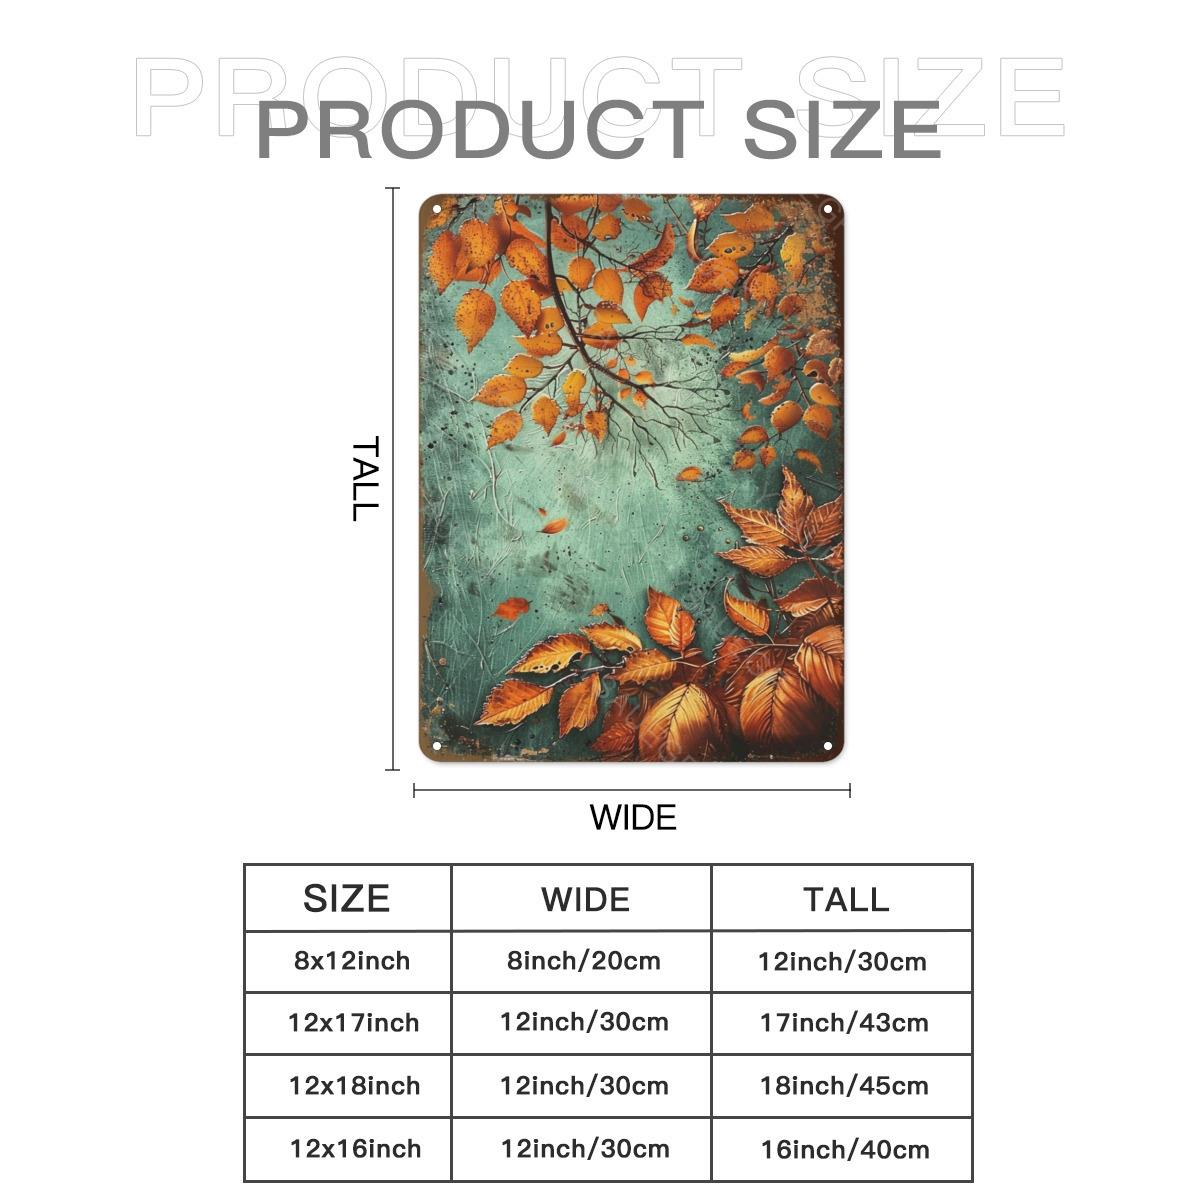 PRODUCT SIZE
PRODUCT SIZE
TALL
WIDE
SIZE WIDE TALL
8x12inch 8inch/20cm 12inch/30cm
12x17inch 12inch/30cm 17inch/43cm
12x18inch 12inch/30cm 18inch/45cm
12x16inch 12inch/30cm 16inch/40cm